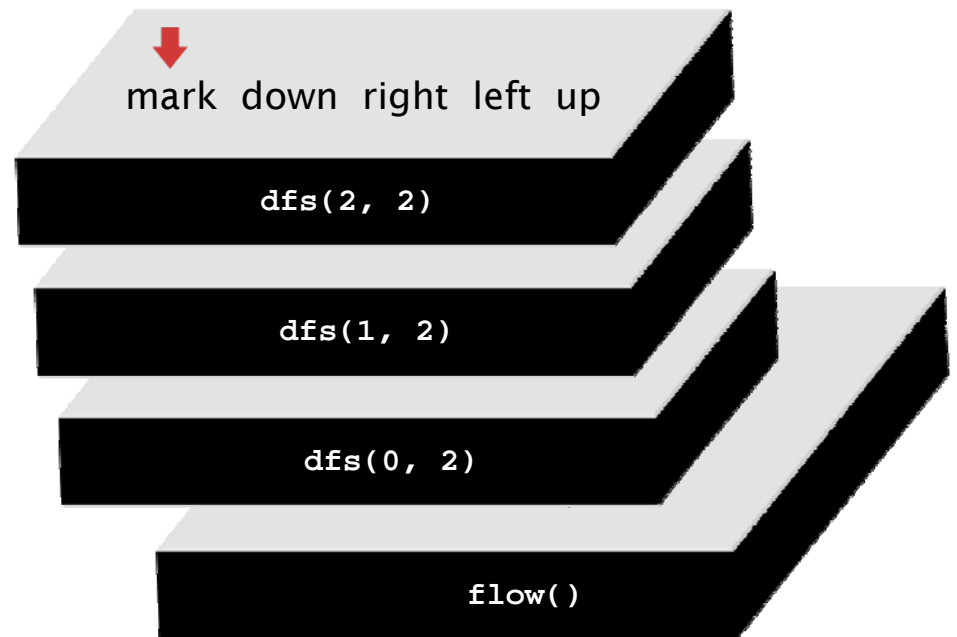 mark down right left up
dfs(2, 2)
dfs(1, 2)
dfs(0, 2)
flow()